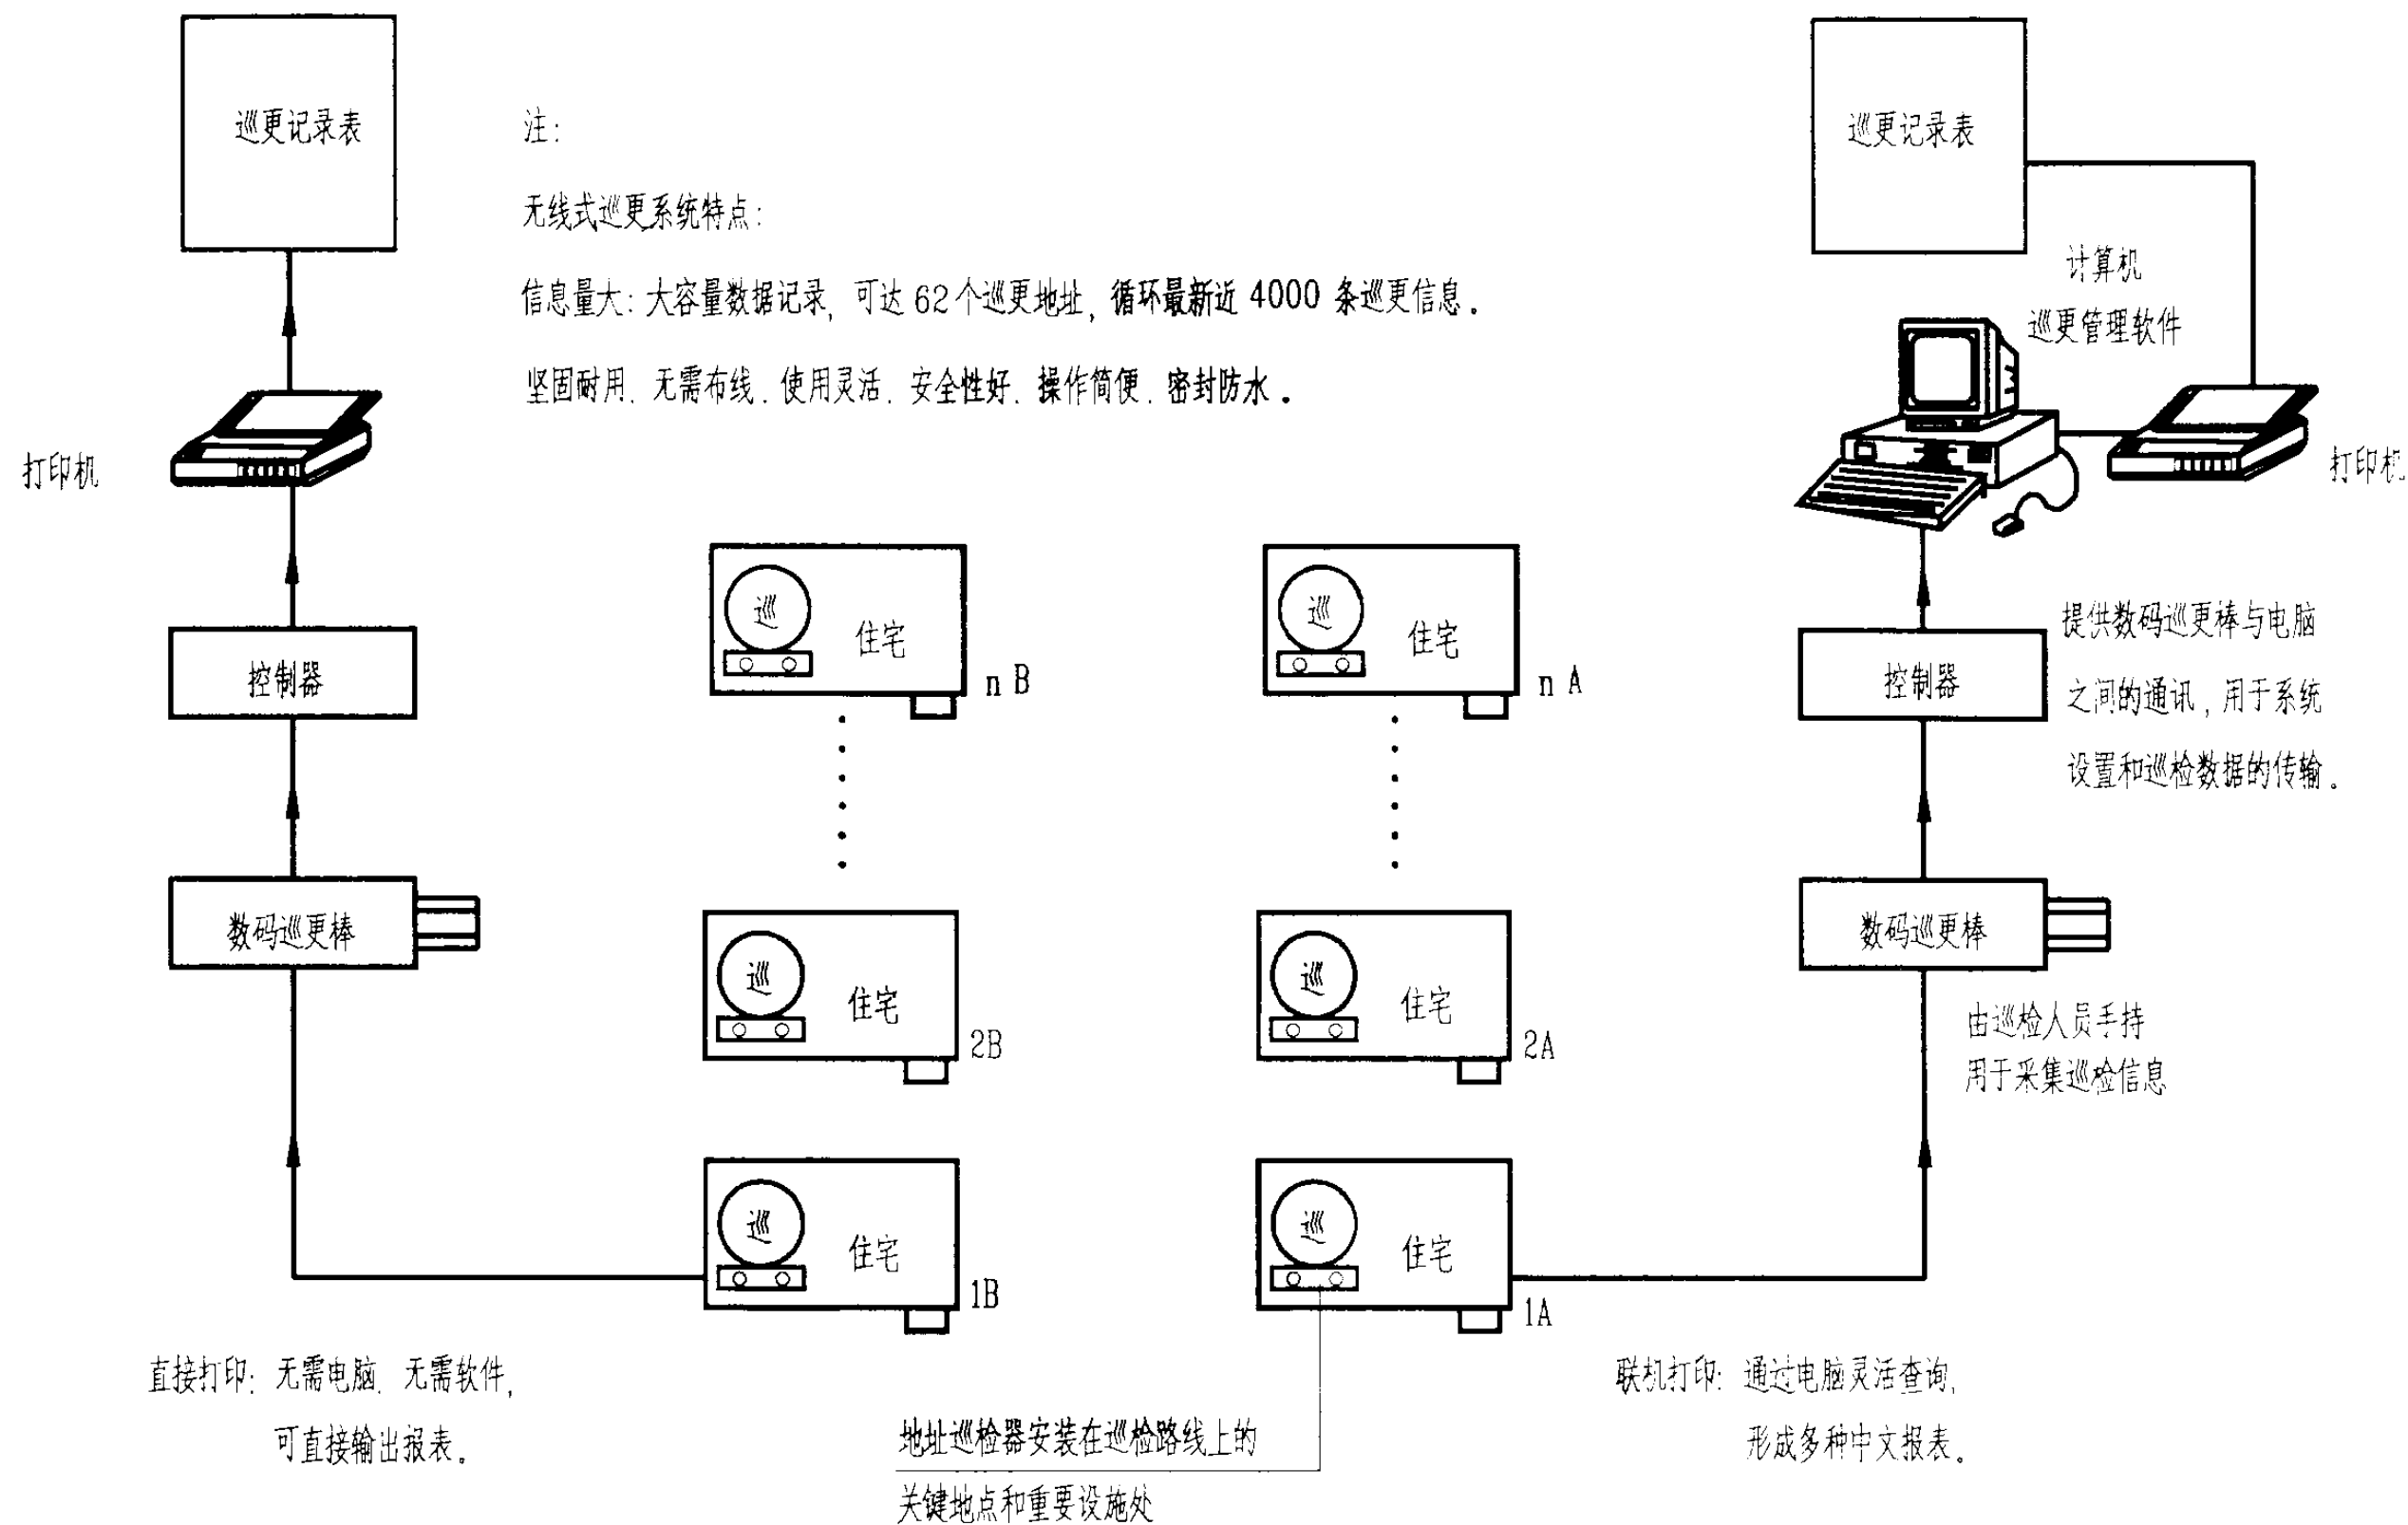 巡更记录表
注:
无线式巡更系统特点:
信息量大: 大容量数据记录, 可达 62个巡更地址, 循环最新近 4000 条巡更信息。
坚固耐用. 无需布线. 使用灵活. 安全性好. 操作简便. 密封防水。
打印机
控制器
数码巡更棒
巡更记录表
计算机
巡更管理软件
打印机
提供数码巡更棒与电脑
之间的通讯, 用于系统
设置和巡检数据的传输。
控制器
数码巡更棒
由巡检人员手持
用于采集巡检信息
巡
住宅
n B
巡
住宅
n A
巡
住宅
2B
巡
住宅
2A
巡
住宅
1B
巡
住宅
1A
直接打印: 无需电脑. 无需软件,
可直接输出报表。
地址巡检器安装在巡检路线上的
关键地点和重要设施处
联机打印: 通过电脑灵活查询,
形成多种中文报表。